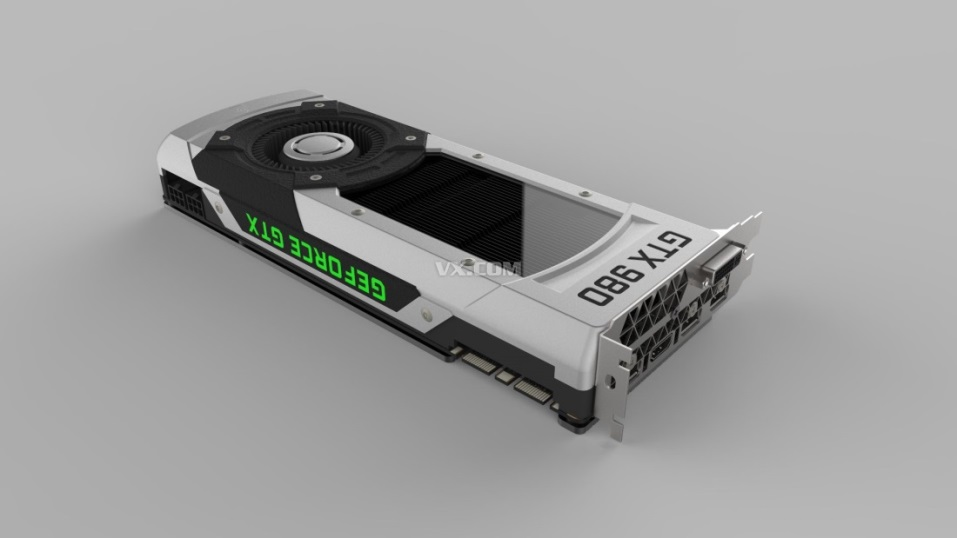 GEFORCE GTX
VX.COM
GTX 980